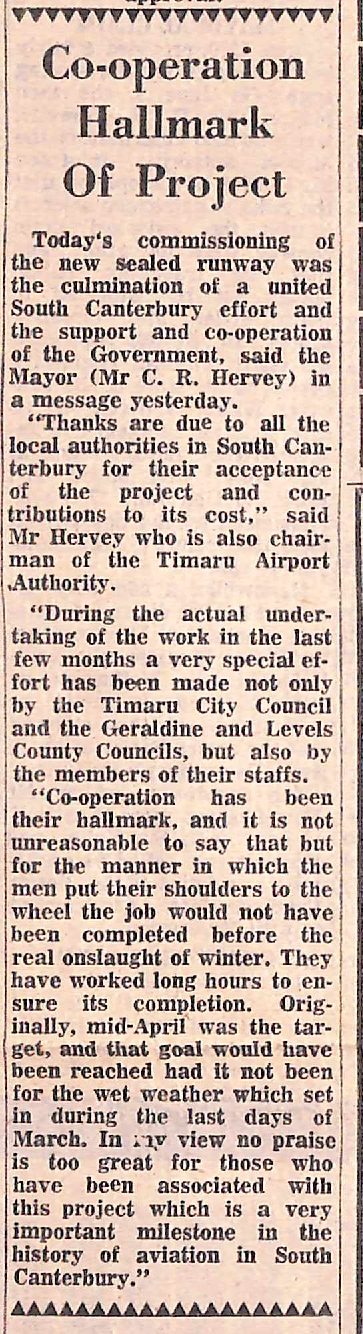 approval.
Co-operation
Hallmark
Of Project
Today's commissioning of
the new sealed runway was
the culmination of a united
South Canterbury effort and
the support and co-operation
of the Government, said the
Mayor (Mr C. R. Hervey) in
a message yesterday.
"Thanks are due to all the
local authorities in South Can-
terbury for their acceptance
of the project and con-
tributions to its cost," said
Mr Hervey who is also chair-
man of the Timaru Airport
Authority.
"During the actual under-
taking of the work in the last
few months a very special ef-
fort has been made not only
by the Timaru City Council
and the Geraldine and Levels
County Councils, but also by
the members of their staffs.
"Co-operation has been
their hallmark, and it is not
unreasonable to say that but
for the manner in which the
men put their shoulders to the
wheel the job would not have
been completed before the
real onslaught of winter. They
have worked long hours to en-
sure its completion. Orig-
inally, mid-April was the tar-
get, and that goal would have
been reached had it not been
for the wet weather which set
in during the last days of
March. In my view no praise
is too great for those who
have been associated with
this project which is a very
important milestone in the
history of aviation in South
Canterbury."